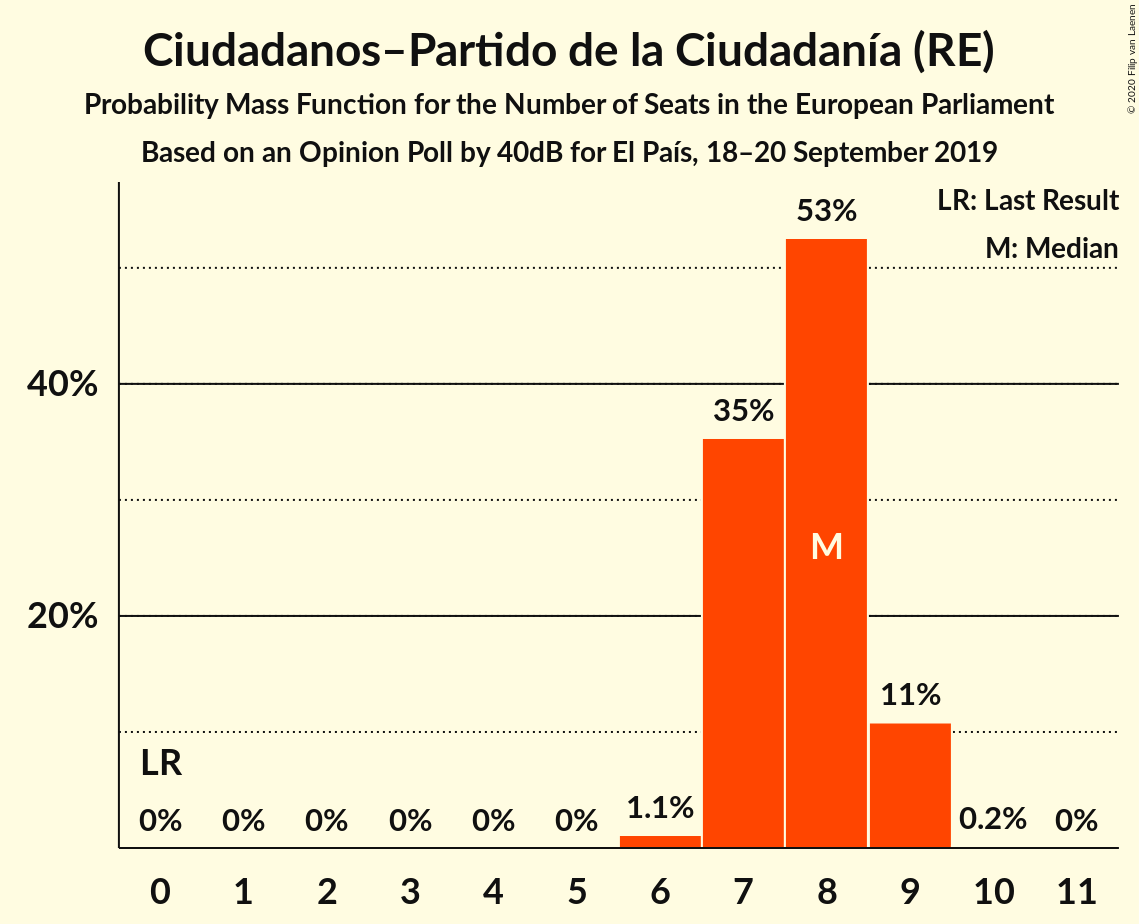 Ciudadanos–Partido de la Ciudadanía (RE)
Probability Mass Function for the Number of Seats in the European Parliament
Based on an Opinion Poll by 40dB for El País, 18–20 September 2019
© 2020 Filip van Laenen
LR: Last Result
M: Median
53%
40%
35%
M
20%
11%
LR
0% 0% 0% 0% 0% 0% 1.1% 0.2% 0%
0 1 2 3 4 5 6 7 8 9 10 11